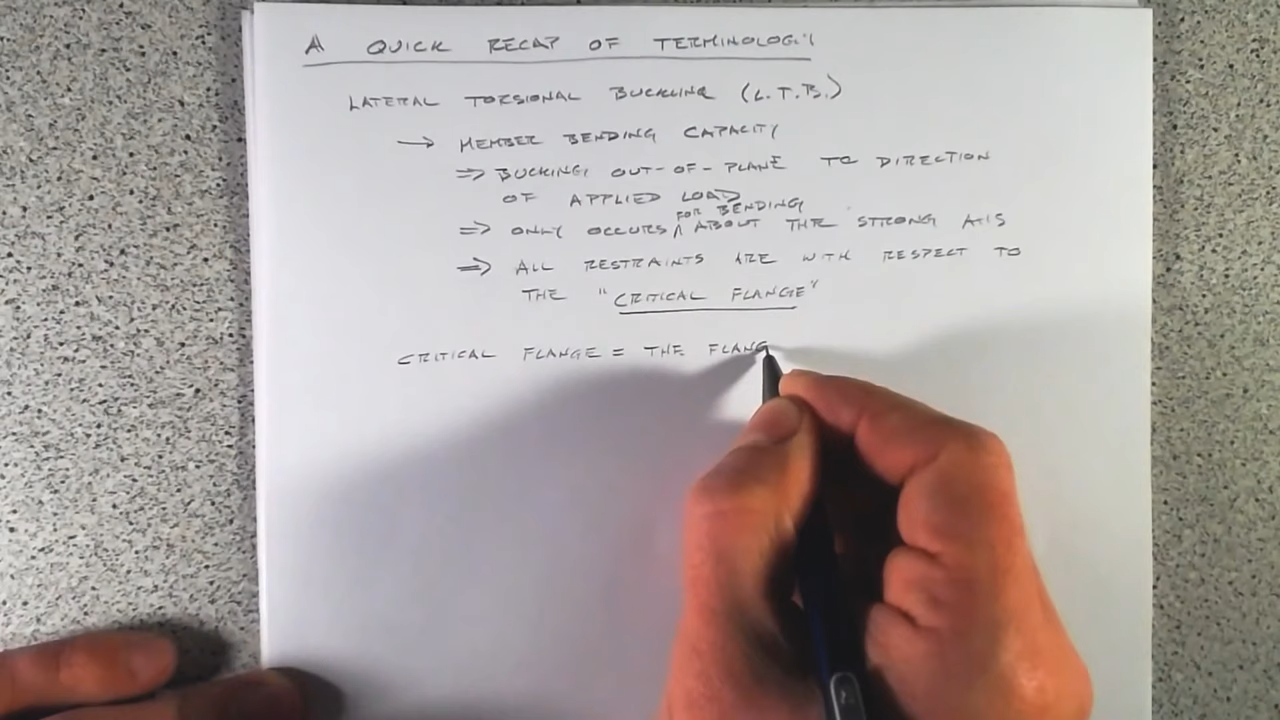 A QUICK RECAP OF TERMINOLOGY
LATERAL TORSIONAL BUCKLING (L.T.B.)
→ MEMBER BENDING CAPACITY
⇒ BUCKING OUT-OF-PLANE TO DIRECTION
OF APPLIED LOAD
FOR BENDING
⇒ ONLY OCCURS ^ ABOUT THE STRONG AXIS
⇒ ALL RESTRAINTS ARE WITH RESPECT TO
THE "CRITICAL FLANGE"
CRITICAL FLANGE = THE FLANG